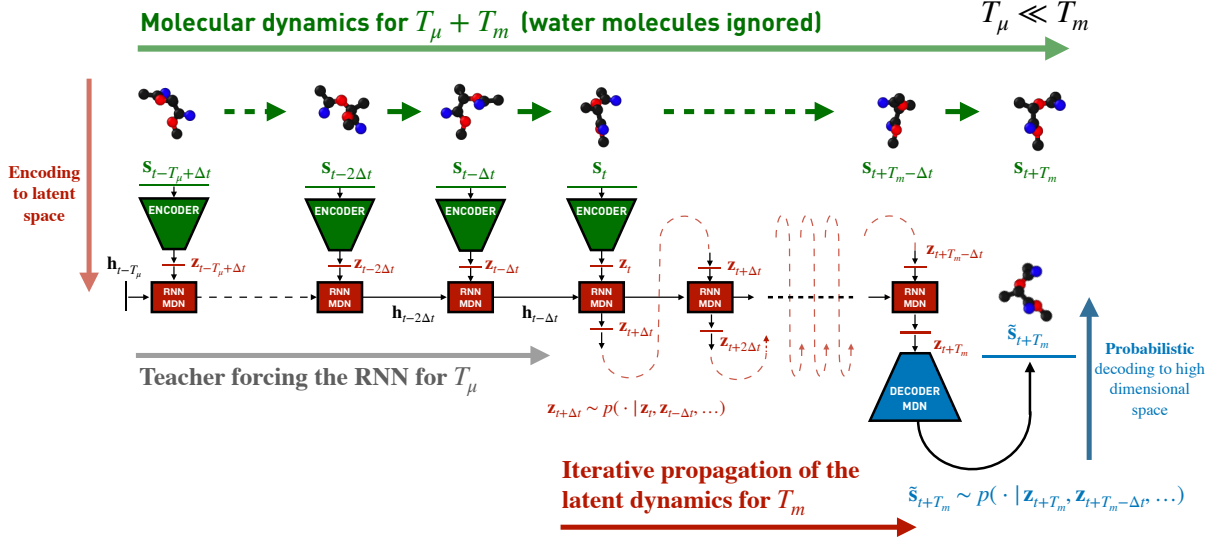 Molecular dynamics for T_μ + T_m (water molecules ignored)
T_μ ≪ T_m
Encoding
to latent
space
s_{t−T_μ+Δt}
s_{t−2Δt}
s_{t−Δt}
s_t
s_{t+T_m−Δt}
s_{t+T_m}
ENCODER
ENCODER
ENCODER
ENCODER
h_{t−T_μ}
z_{t−T_μ+Δt}
z_{t−2Δt}
z_{t−Δt}
z_t
z_{t+Δt}
z_{t+T_m−Δt}
RNN
MDN
RNN
MDN
RNN
MDN
RNN
MDN
RNN
MDN
RNN
MDN
h_{t−2Δt}
h_{t−Δt}
z_{t+Δt}
z_{t+2Δt}
z_{t+T_m}
s̃_{t+T_m}
Teacher forcing the RNN for T_μ
Probabilistic
decoding to high
dimensional
space
DECODER
MDN
z_{t+Δt} ∼ p( · | z_t, z_{t−Δt}, …)
Iterative propagation of the
latent dynamics for T_m
s̃_{t+T_m} ∼ p( · | z_{t+T_m}, z_{t+T_m−Δt}, …)